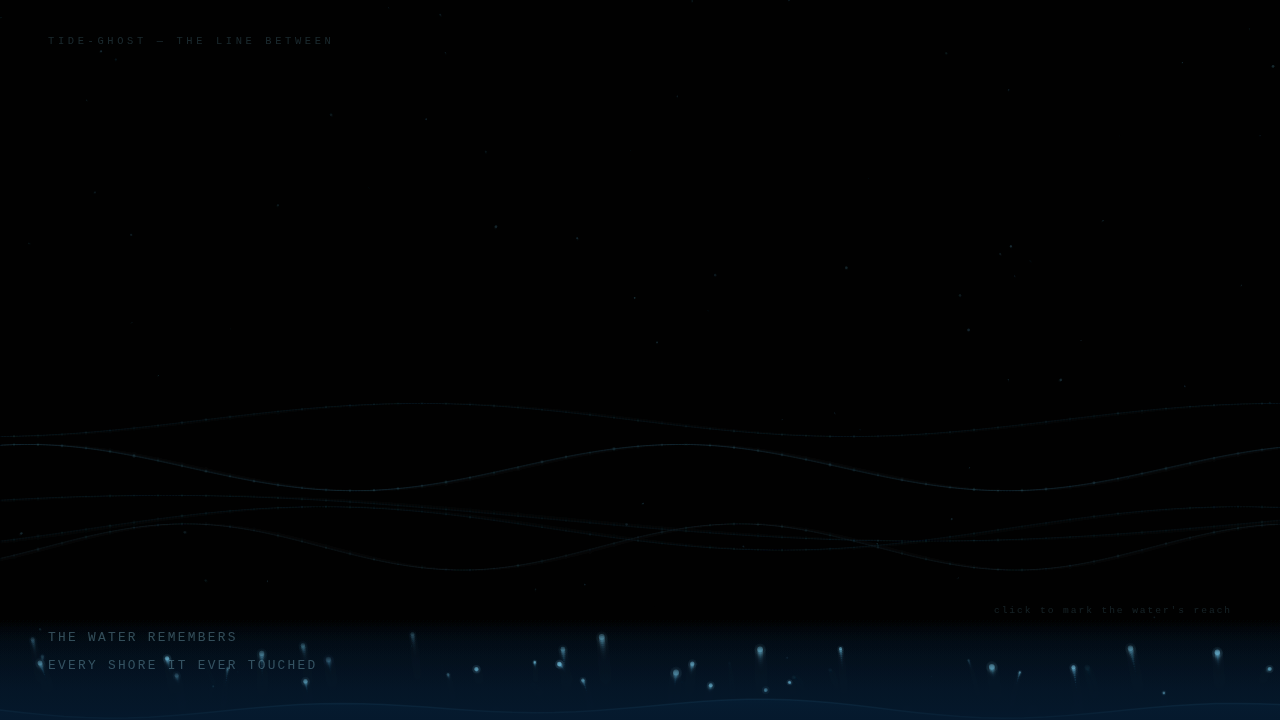 TIDE-GHOST — THE LINE BETWEEN
click to mark the water's reach
THE WATER REMEMBERS
EVERY SHORE IT EVER TOUCHED